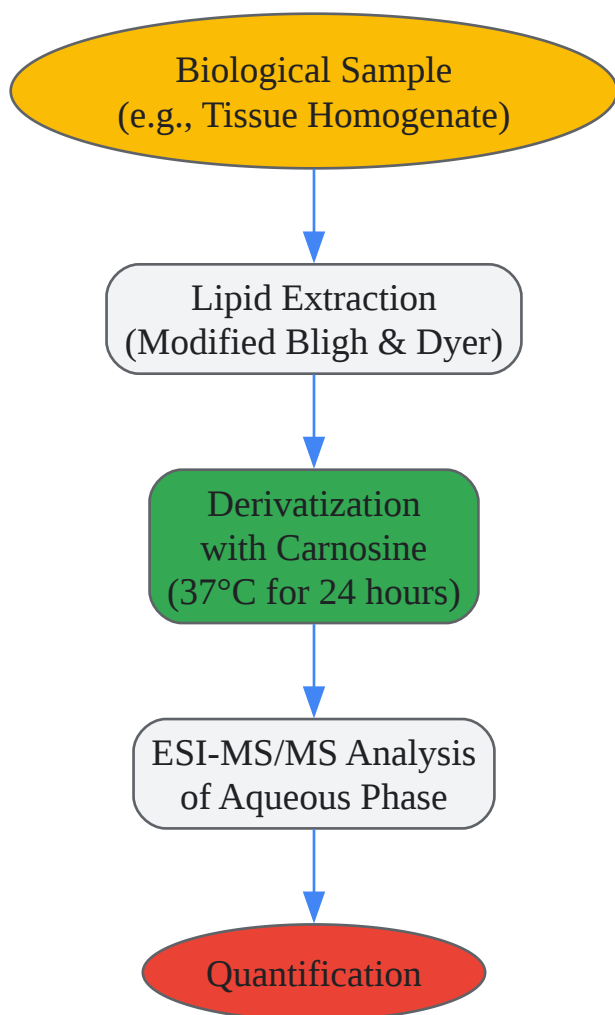 Biological Sample
(e.g., Tissue Homogenate)
Lipid Extraction
(Modified Bligh & Dyer)
Derivatization
with Carnosine
(37°C for 24 hours)
ESI-MS/MS Analysis
of Aqueous Phase
Quantification